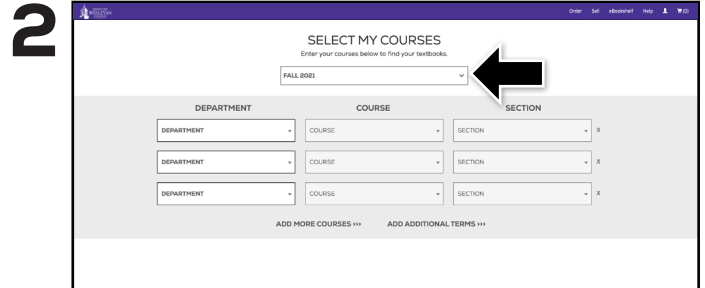 2
WESLEYAN
Order Sell eBookshelf Help (0)
SELECT MY COURSES
Enter your courses below to find your textbooks.
FALL 2021
DEPARTMENT COURSE SECTION
DEPARTMENT COURSE SECTION X
DEPARTMENT COURSE SECTION X
DEPARTMENT COURSE SECTION X
ADD MORE COURSES ››› ADD ADDITIONAL TERMS ›››